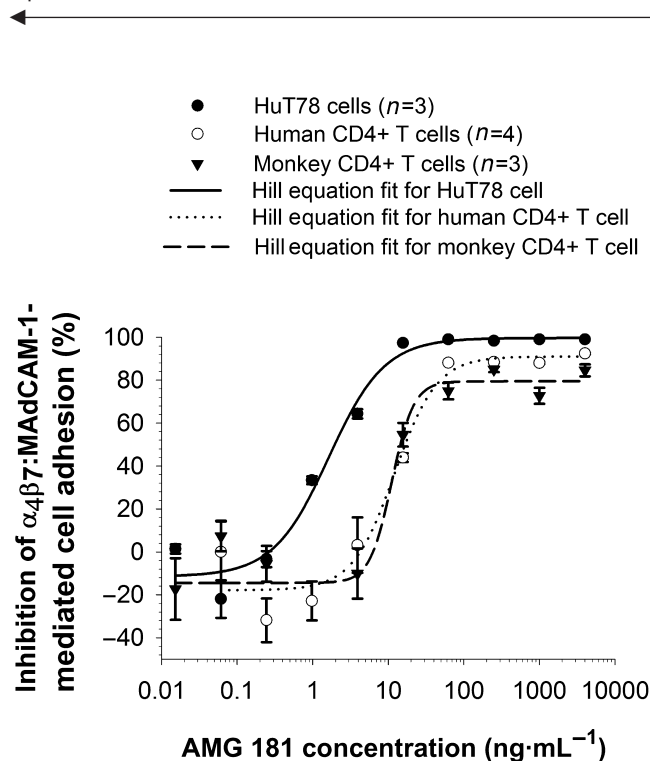 HuT78 cells (n=3)
Human CD4+ T cells (n=4)
Monkey CD4+ T cells (n=3)
Hill equation fit for HuT78 cell
Hill equation fit for human CD4+ T cell
Hill equation fit for monkey CD4+ T cell
Inhibition of α4β7:MAdCAM-1-
mediated cell adhesion (%)
100
80
60
40
20
0
−20
−40
0.01 0.1 1 10 100 1000 10000
AMG 181 concentration (ng·mL⁻¹)